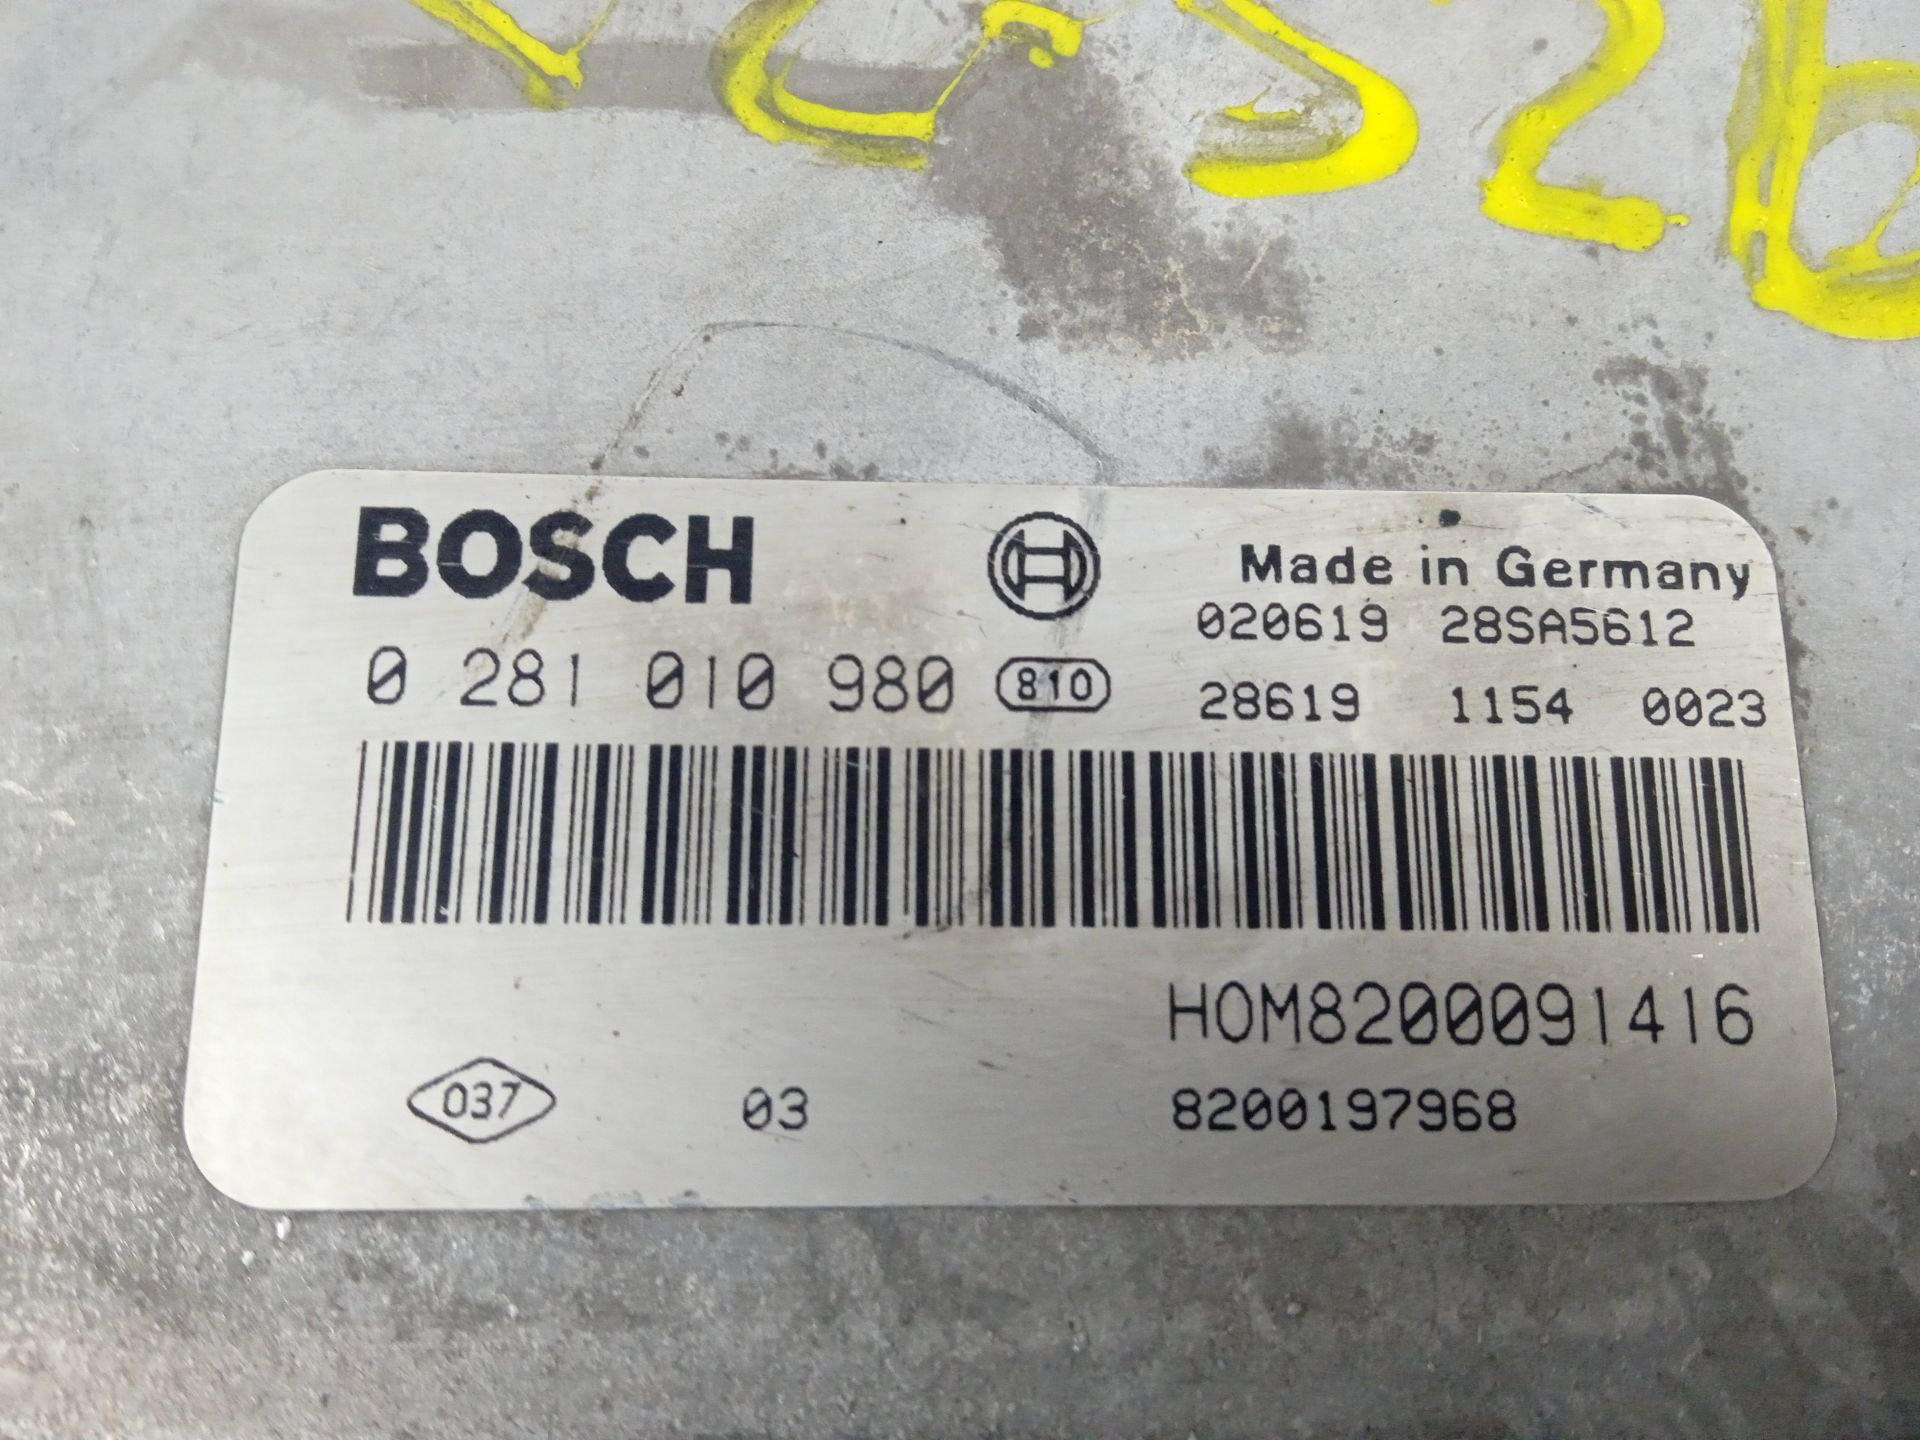 BOSCH
Made in Germany
020619 28SA5612
0 281 010 980 810
28619 1154 0023
HOM8200091416
037 03 8200197968